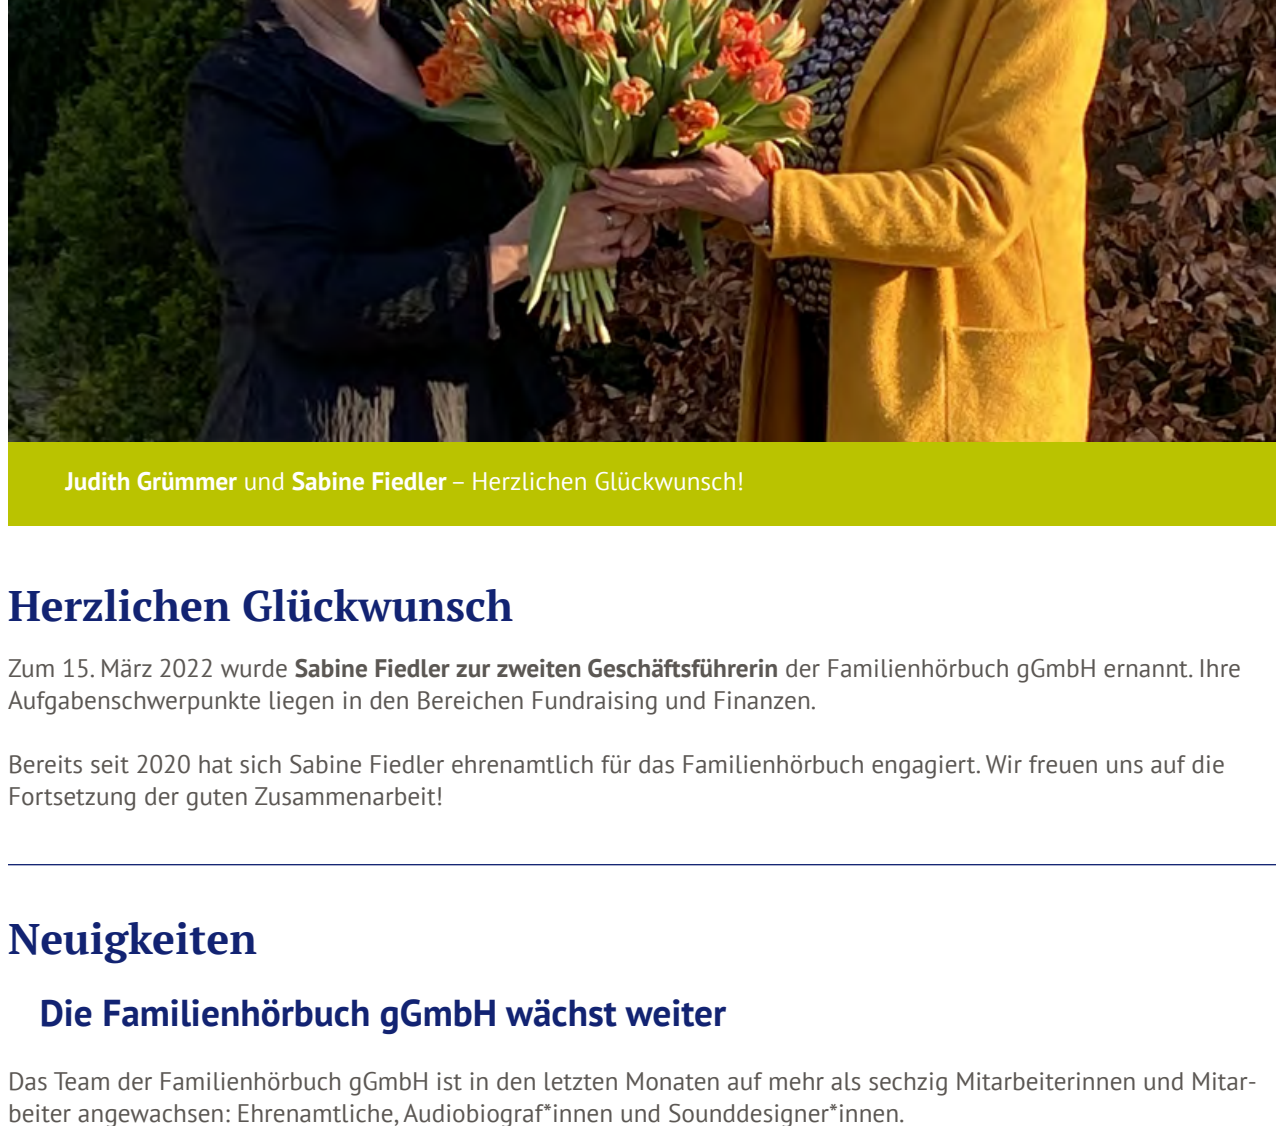 Judith Grümmer und Sabine Fiedler – Herzlichen Glückwunsch!
Herzlichen Glückwunsch
Zum 15. März 2022 wurde Sabine Fiedler zur zweiten Geschäftsführerin der Familienhörbuch gGmbH ernannt. Ihre
Aufgabenschwerpunkte liegen in den Bereichen Fundraising und Finanzen.
Bereits seit 2020 hat sich Sabine Fiedler ehrenamtlich für das Familienhörbuch engagiert. Wir freuen uns auf die
Fortsetzung der guten Zusammenarbeit!
Neuigkeiten
Die Familienhörbuch gGmbH wächst weiter
Das Team der Familienhörbuch gGmbH ist in den letzten Monaten auf mehr als sechzig Mitarbeiterinnen und Mitar-
beiter angewachsen: Ehrenamtliche, Audiobiograf*innen und Sounddesigner*innen.